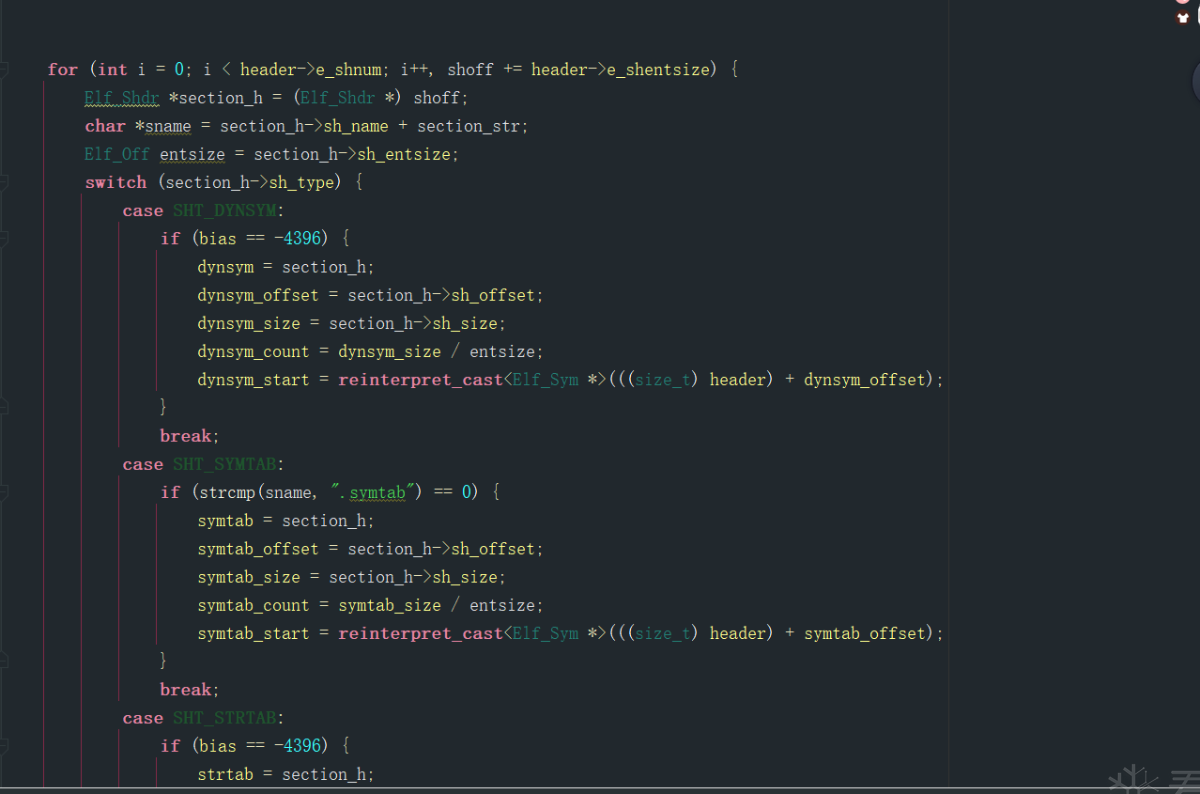 for (int i = 0; i < header->e_shnum; i++, shoff += header->e_shentsize) {
Elf_Shdr *section_h = (Elf_Shdr *) shoff;
char *sname = section_h->sh_name + section_str;
Elf_Off entsize = section_h->sh_entsize;
switch (section_h->sh_type) {
case SHT_DYNSYM:
if (bias == -4396) {
dynsym = section_h;
dynsym_offset = section_h->sh_offset;
dynsym_size = section_h->sh_size;
dynsym_count = dynsym_size / entsize;
dynsym_start = reinterpret_cast<Elf_Sym *>(((size_t) header) + dynsym_offset);
}
break;
case SHT_SYMTAB:
if (strcmp(sname, ".symtab") == 0) {
symtab = section_h;
symtab_offset = section_h->sh_offset;
symtab_size = section_h->sh_size;
symtab_count = symtab_size / entsize;
symtab_start = reinterpret_cast<Elf_Sym *>(((size_t) header) + symtab_offset);
}
break;
case SHT_STRTAB:
if (bias == -4396) {
strtab = section_h;